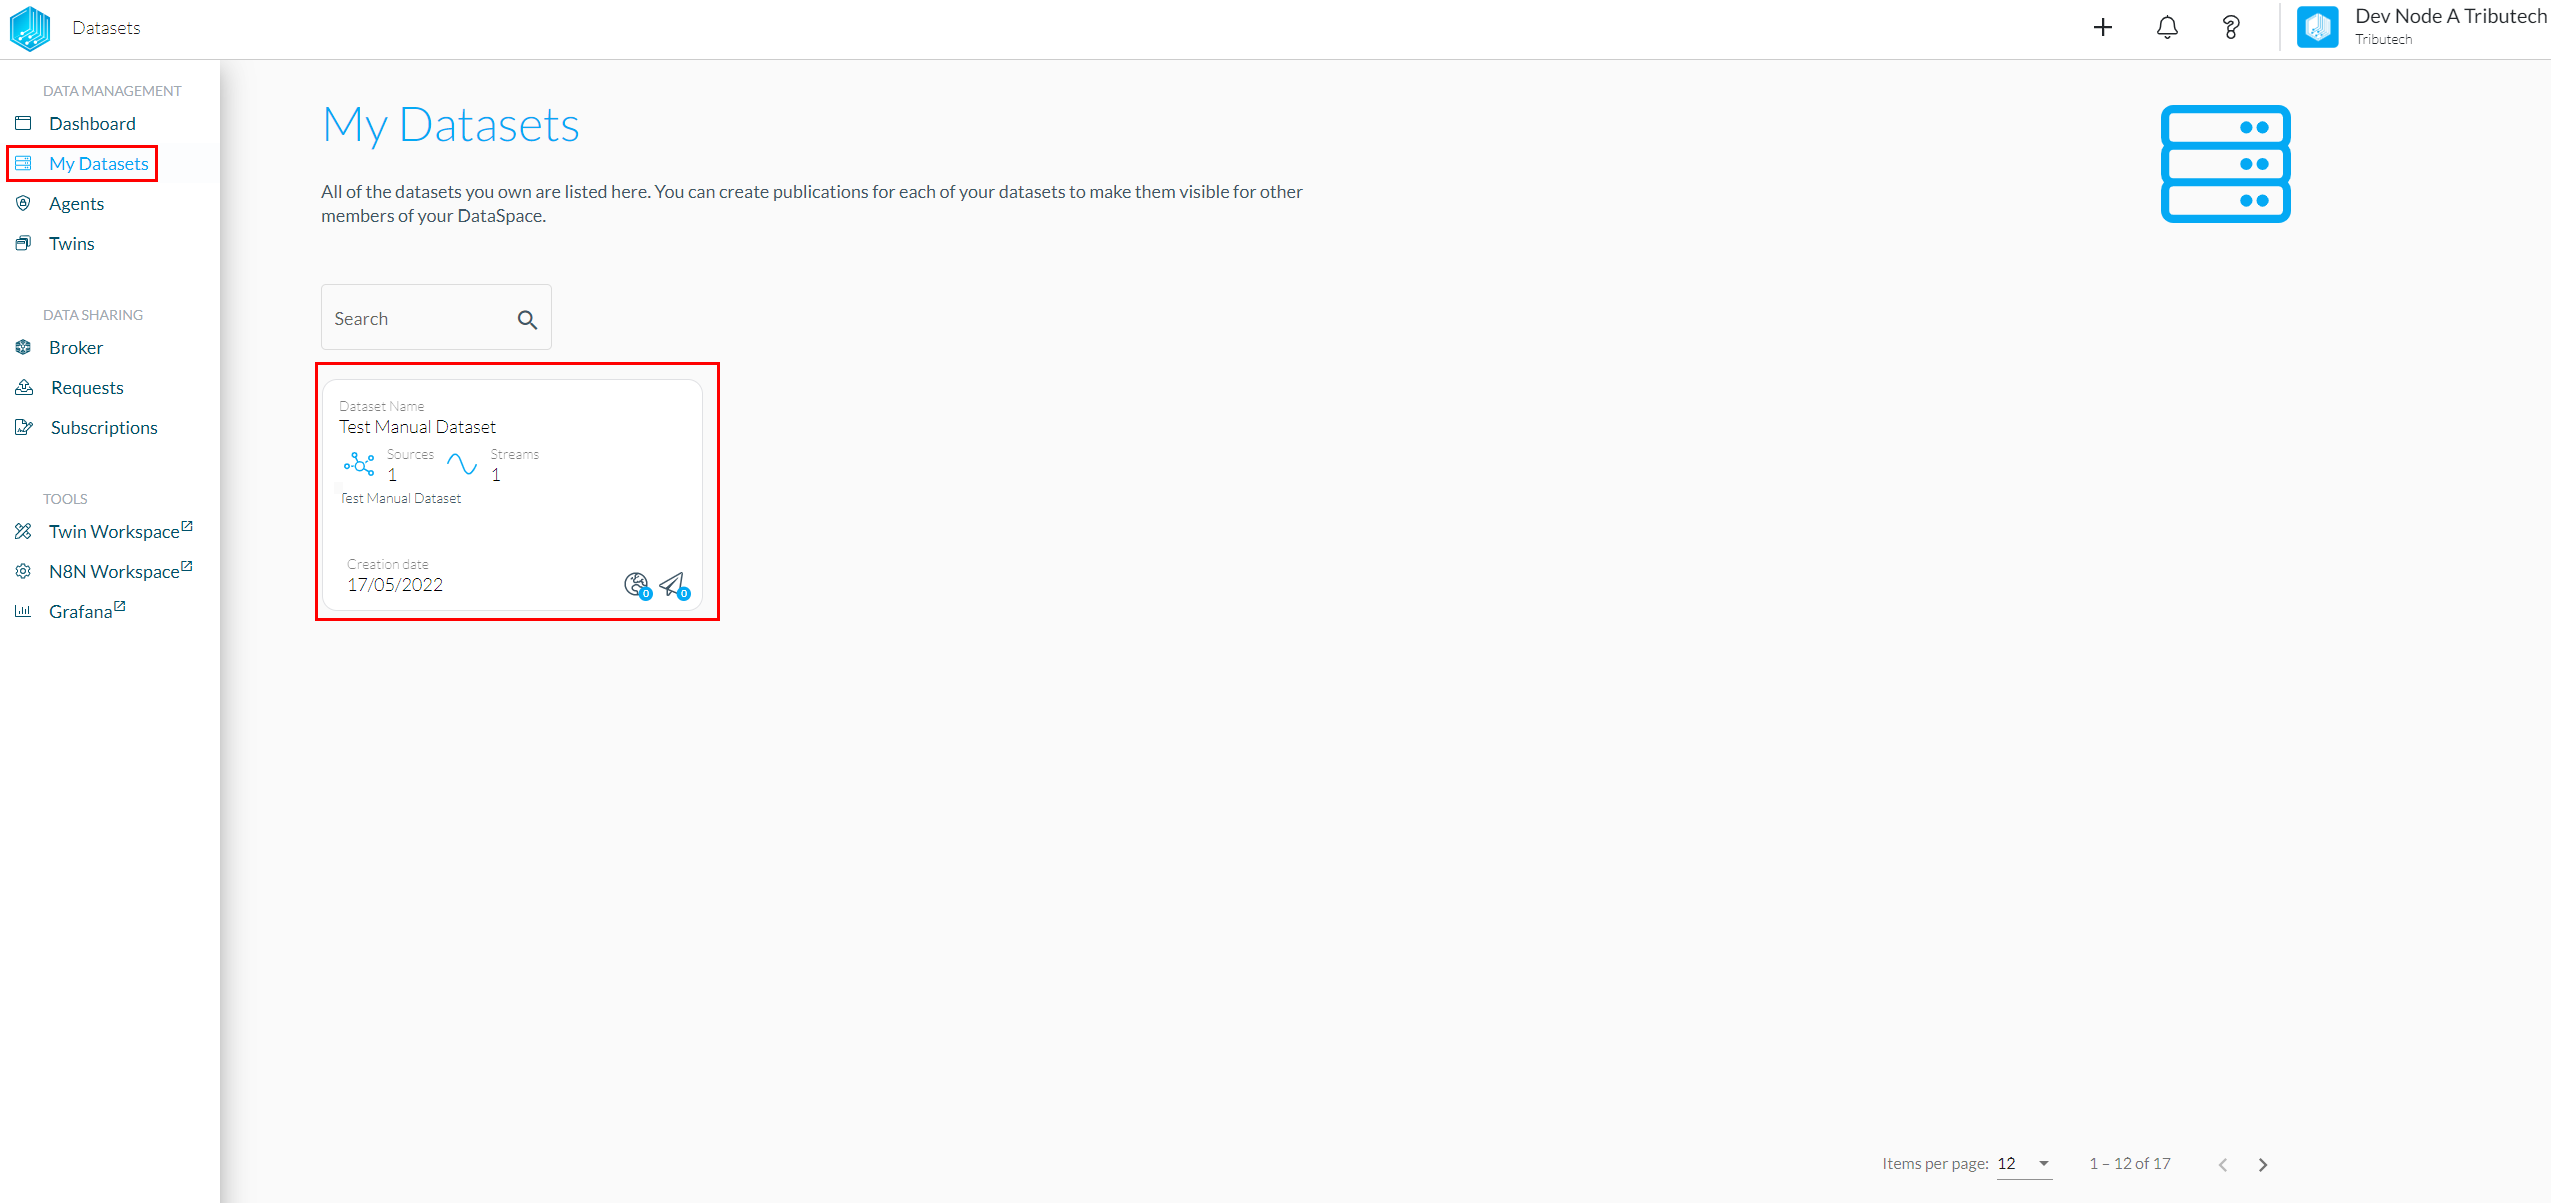 Datasets
Dev Node A Tributech
Tributech
DATA MANAGEMENT
Dashboard
My Datasets
Agents
Twins
DATA SHARING
Broker
Requests
Subscriptions
TOOLS
Twin Workspace
N8N Workspace
Grafana
My Datasets
All of the datasets you own are listed here. You can create publications for each of your datasets to make them visible for other
members of your DataSpace.
Search
Dataset Name
Test Manual Dataset
Sources
1
Streams
1
Test Manual Dataset
Creation date
17/05/2022
0
0
Items per page: 12
1 – 12 of 17